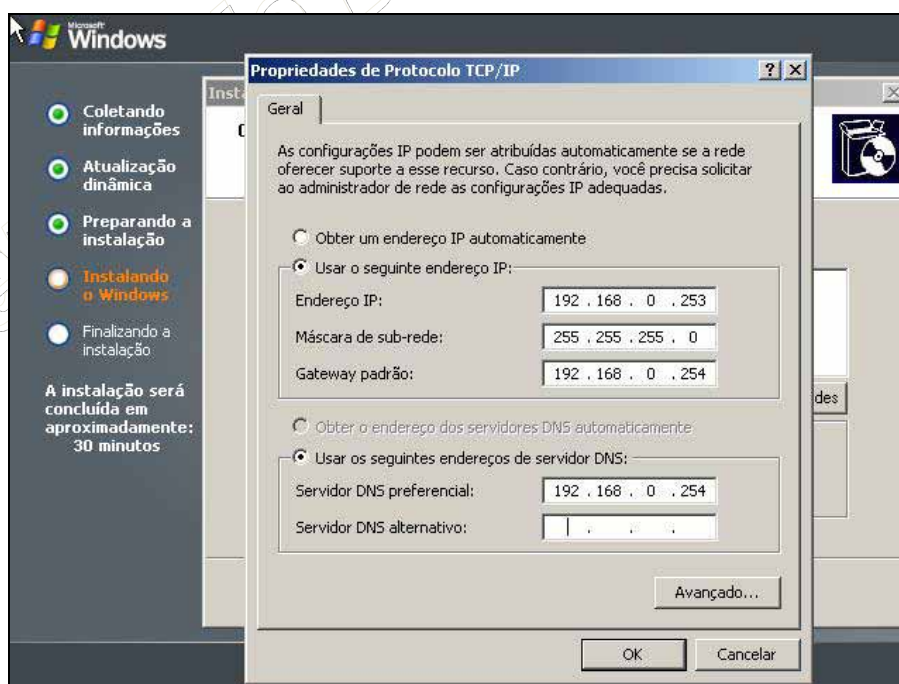 Microsoft
Windows
Coletando
informações
Atualização
dinâmica
Preparando a
instalação
Instalando
o Windows
Finalizando a
instalação
A instalação será
concluída em
aproximadamente:
30 minutos
Propriedades de Protocolo TCP/IP
Geral
As configurações IP podem ser atribuídas automaticamente se a rede
oferecer suporte a esse recurso. Caso contrário, você precisa solicitar
ao administrador de rede as configurações IP adequadas.
Obter um endereço IP automaticamente
Usar o seguinte endereço IP:
Endereço IP: 192 . 168 . 0 . 253
Máscara de sub-rede: 255 . 255 . 255 . 0
Gateway padrão: 192 . 168 . 0 . 254
Obter o endereço dos servidores DNS automaticamente
Usar os seguintes endereços de servidor DNS:
Servidor DNS preferencial: 192 . 168 . 0 . 254
Servidor DNS alternativo: . . .
Avançado...
OK Cancelar